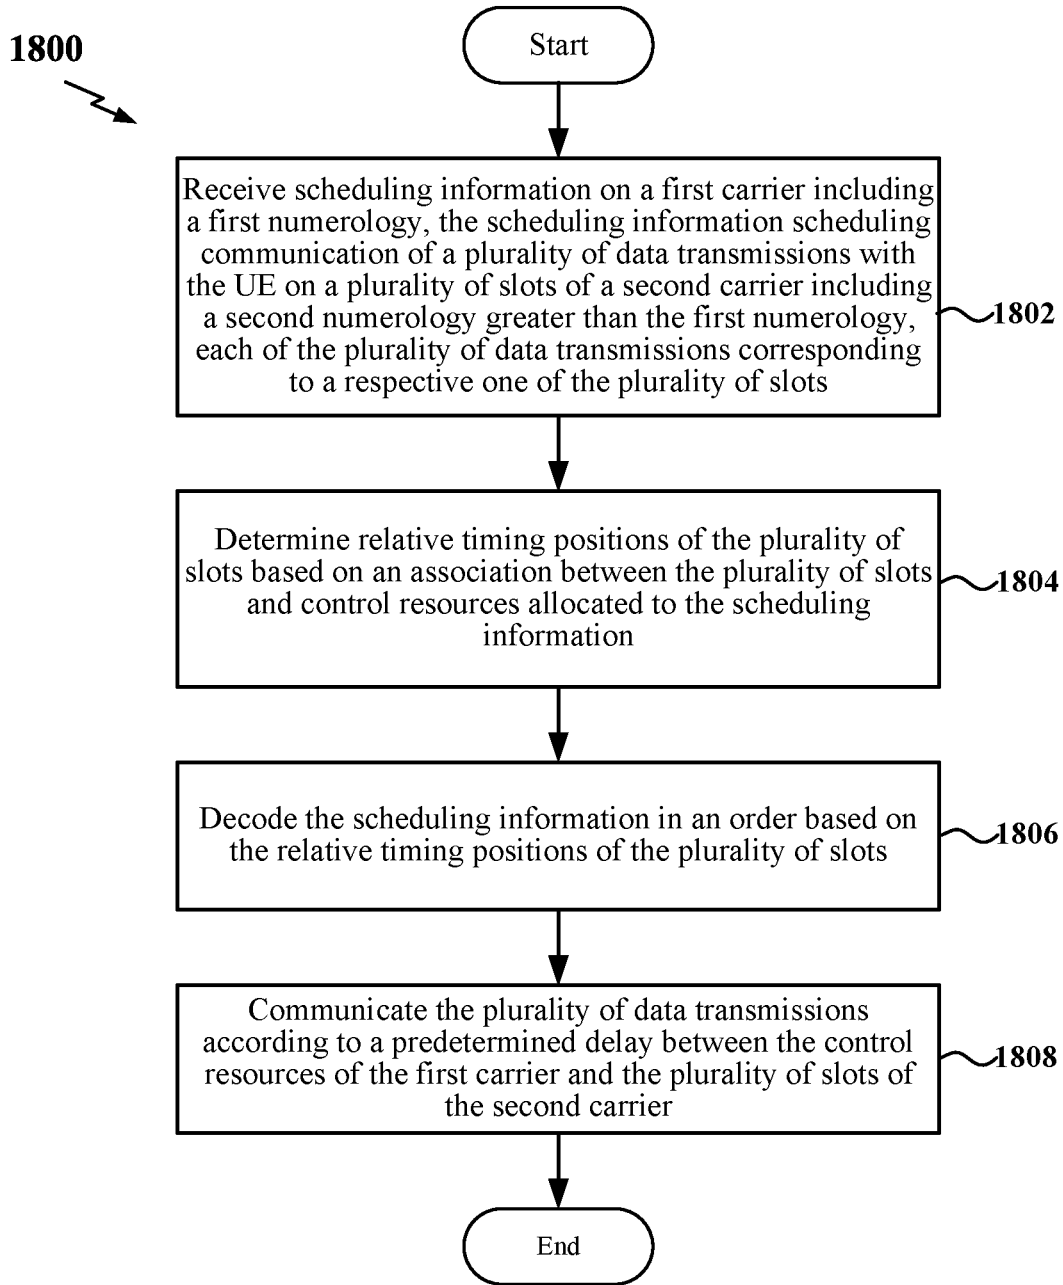 1800
Start
Receive scheduling information on a first carrier including
a first numerology, the scheduling information scheduling
communication of a plurality of data transmissions with
the UE on a plurality of slots of a second carrier including
a second numerology greater than the first numerology,
each of the plurality of data transmissions corresponding
to a respective one of the plurality of slots
1802
Determine relative timing positions of the plurality of
slots based on an association between the plurality of slots
and control resources allocated to the scheduling
information
1804
Decode the scheduling information in an order based on
the relative timing positions of the plurality of slots
1806
Communicate the plurality of data transmissions
according to a predetermined delay between the control
resources of the first carrier and the plurality of slots of
the second carrier
1808
End